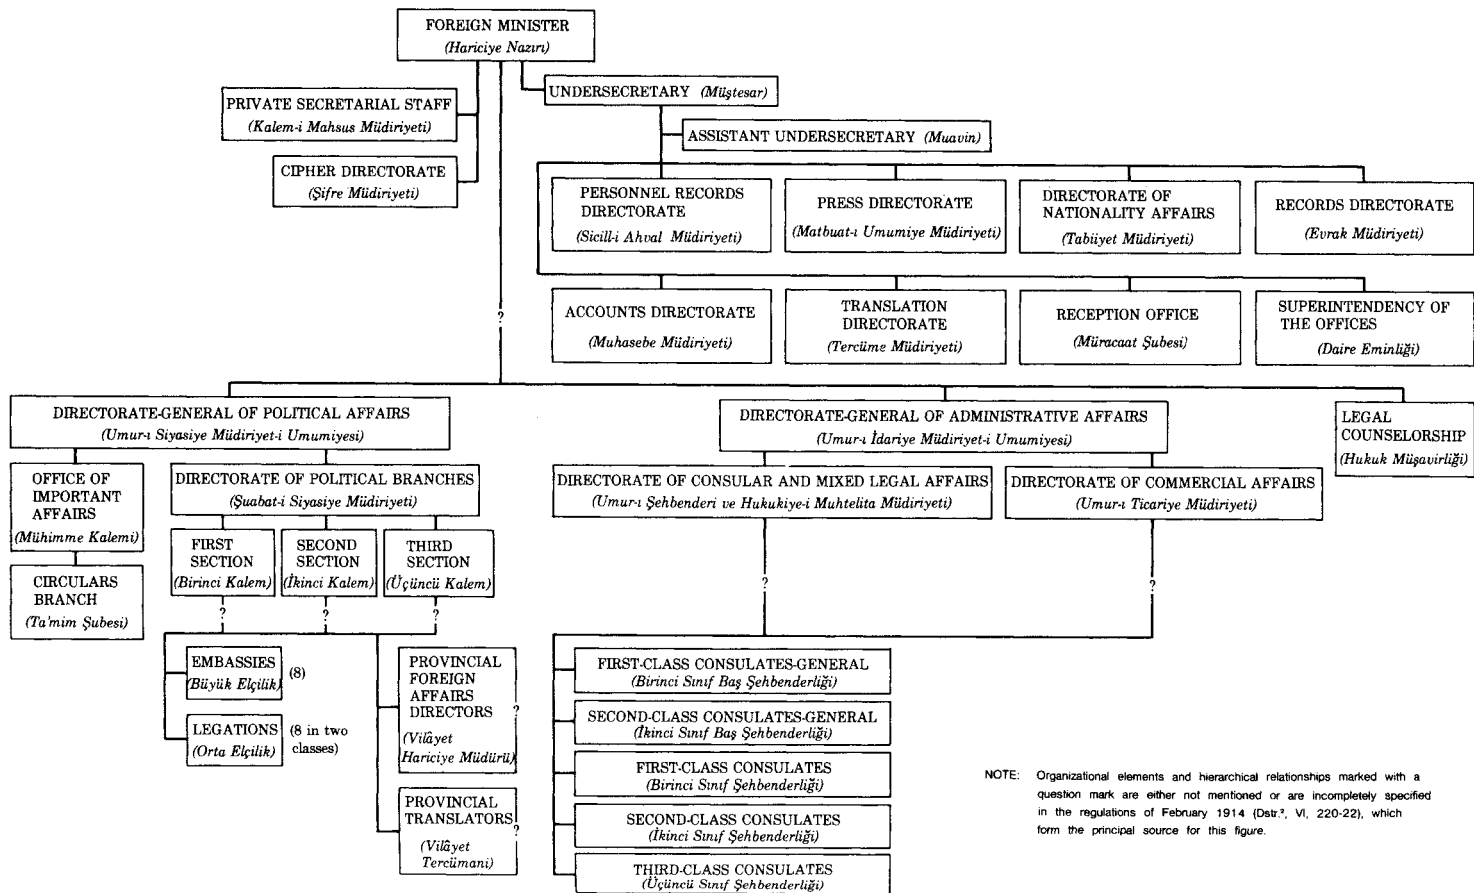 FOREIGN MINISTER
(Hariciye Nazırı)
PRIVATE SECRETARIAL STAFF
(Kalem-i Mahsus Müdiriyeti)
CIPHER DIRECTORATE
(Şifre Müdiriyeti)
UNDERSECRETARY (Müşteşar)
ASSISTANT UNDERSECRETARY (Muavin)
PERSONNEL RECORDS
DIRECTORATE
(Sicill-i Ahval Müdiriyeti)
PRESS DIRECTORATE
(Matbuat-ı Umumiye Müdiriyeti)
DIRECTORATE OF
NATIONALITY AFFAIRS
(Tabiiyet Müdiriyeti)
RECORDS DIRECTORATE
(Evrak Müdiriyeti)
ACCOUNTS DIRECTORATE
(Muhasebe Müdiriyeti)
TRANSLATION
DIRECTORATE
(Tercüme Müdiriyeti)
RECEPTION OFFICE
(Müracaat Şubesi)
SUPERINTENDENCY OF
THE OFFICES
(Daire Eminliği)
?
DIRECTORATE-GENERAL OF POLITICAL AFFAIRS
(Umur-ı Siyasiye Müdiriyet-i Umumiyesi)
DIRECTORATE-GENERAL OF ADMINISTRATIVE AFFAIRS
(Umur-ı İdariye Müdiriyet-i Umumiyesi)
LEGAL
COUNSELORSHIP
(Hukuk Müşavirliği)
OFFICE OF
IMPORTANT
AFFAIRS
(Mühimme Kalemi)
CIRCULARS
BRANCH
(Ta'mim Şubesi)
DIRECTORATE OF POLITICAL BRANCHES
(Şuabat-i Siyasiye Müdiriyeti)
FIRST
SECTION
(Birinci Kalem)
SECOND
SECTION
(İkinci Kalem)
THIRD
SECTION
(Üçüncü Kalem)
?
?
?
DIRECTORATE OF CONSULAR AND MIXED LEGAL AFFAIRS
(Umur-ı Şehbenderi ve Hukukiye-i Muhtelita Müdiriyeti)
DIRECTORATE OF COMMERCIAL AFFAIRS
(Umur-ı Ticariye Müdiriyeti)
?
?
EMBASSIES
(Büyük Elçilik)
(8)
LEGATIONS
(Orta Elçilik)
(8 in two
classes)
PROVINCIAL
FOREIGN
AFFAIRS
DIRECTORS
(Vilâyet
Hariciye Müdürü)
?
PROVINCIAL
TRANSLATORS
(Vilâyet
Tercümani)
?
FIRST-CLASS CONSULATES-GENERAL
(Birinci Sınıf Baş Şehbenderliği)
SECOND-CLASS CONSULATES-GENERAL
(İkinci Sınıf Baş Şehbenderliği)
FIRST-CLASS CONSULATES
(Birinci Sınıf Şehbenderliği)
SECOND-CLASS CONSULATES
(İkinci Sınıf Şehbenderliği)
THIRD-CLASS CONSULATES
(Üçüncü Sınıf Şehbenderliği)
NOTE: Organizational elements and hierarchical relationships marked with a
question mark are either not mentioned or are incompletely specified
in the regulations of February 1914 (Dstr.², VI, 220-22), which
form the principal source for this figure.